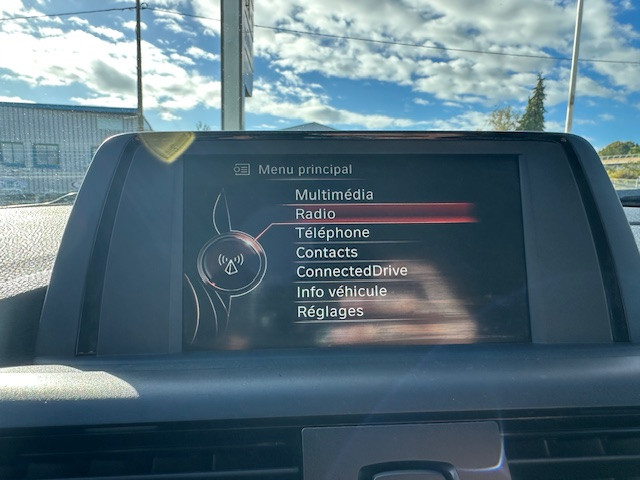 Menu principal
Multimédia
Radio
Téléphone
Contacts
ConnectedDrive
Info véhicule
Réglages